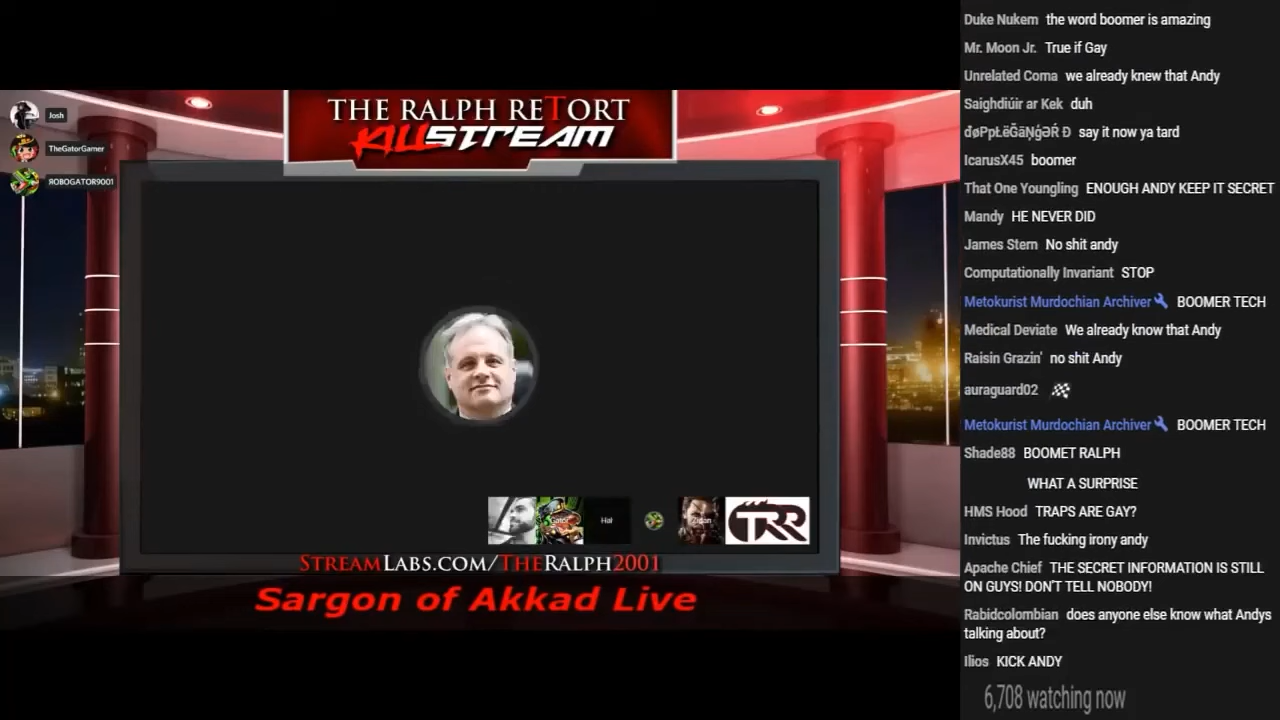 Josh
TheGatorGamer
ROBOGATOR9001
THE RALPH RETORT
KILLSTREAM
Gator
Hat
Zidan
TRR
STREAMLABS.COM/THERALPH2001
Sargon of Akkad Live
Duke Nukem the word boomer is amazing
Mr. Moon Jr. True if Gay
Unrelated Coma we already knew that Andy
Saighdiúir ar Kek duh
say it now ya tard
IcarusX45 boomer
That One Youngling ENOUGH ANDY KEEP IT SECRET
Mandy HE NEVER DID
James Stern No shit andy
Computationally Invariant STOP
Metokurist Murdochian Archiver BOOMER TECH
Medical Deviate We already know that Andy
Raisin Grazin' no shit Andy
auraguard02
Metokurist Murdochian Archiver BOOMER TECH
Shade88 BOOMET RALPH
WHAT A SURPRISE
HMS Hood TRAPS ARE GAY?
Invictus The fucking irony andy
Apache Chief THE SECRET INFORMATION IS STILL
ON GUYS! DON'T TELL NOBODY!
Rabidcolombian does anyone else know what Andys
talking about?
Ilios KICK ANDY
6,708 watching now